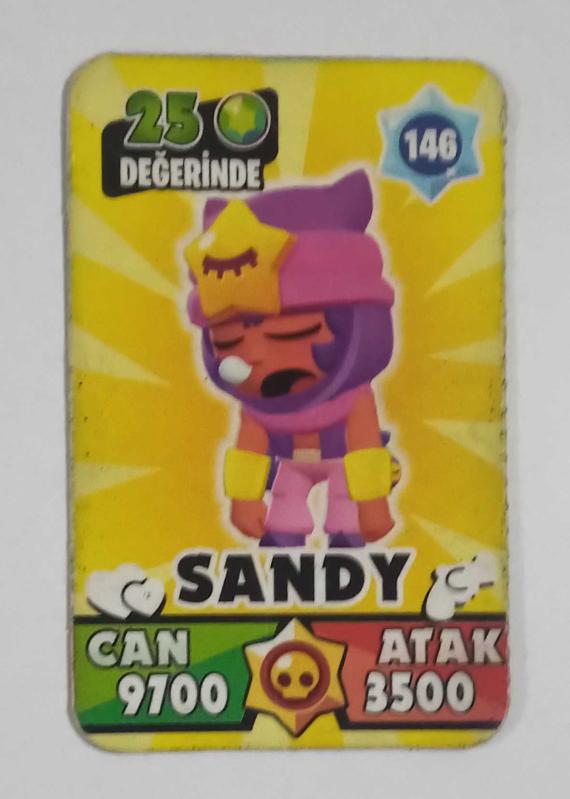 25
DEĞERİNDE
146
SANDY
CAN
9700
ATAK
3500